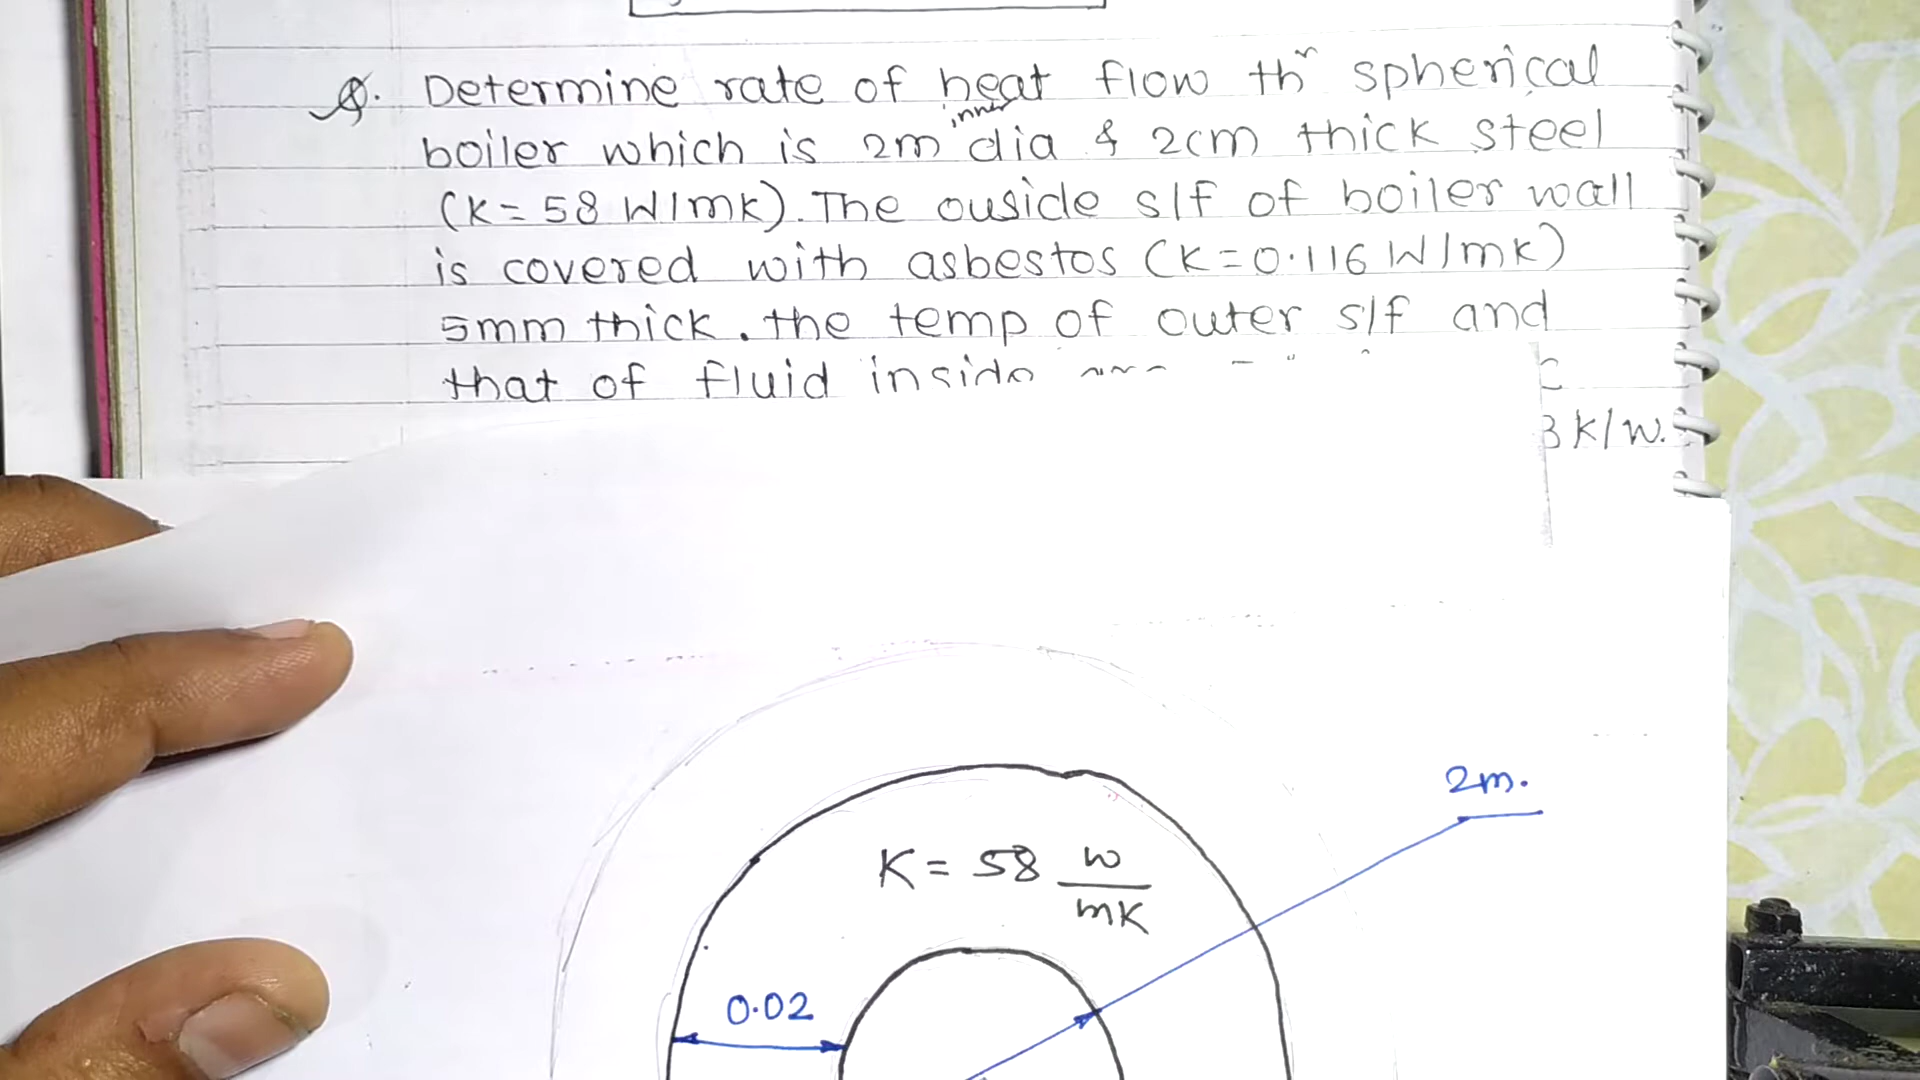 Q. Determine rate of heat flow thr spherical
inner
boiler which is 2m dia & 2cm thick steel
(K=58 W/mK). The ouside s/f of boiler wall
is covered with asbestos (K=0.116 W/mK)
5mm thick. the temp of outer s/f and
that of fluid inside
3 K/W.
2m.
K = 58 W/mK
0.02